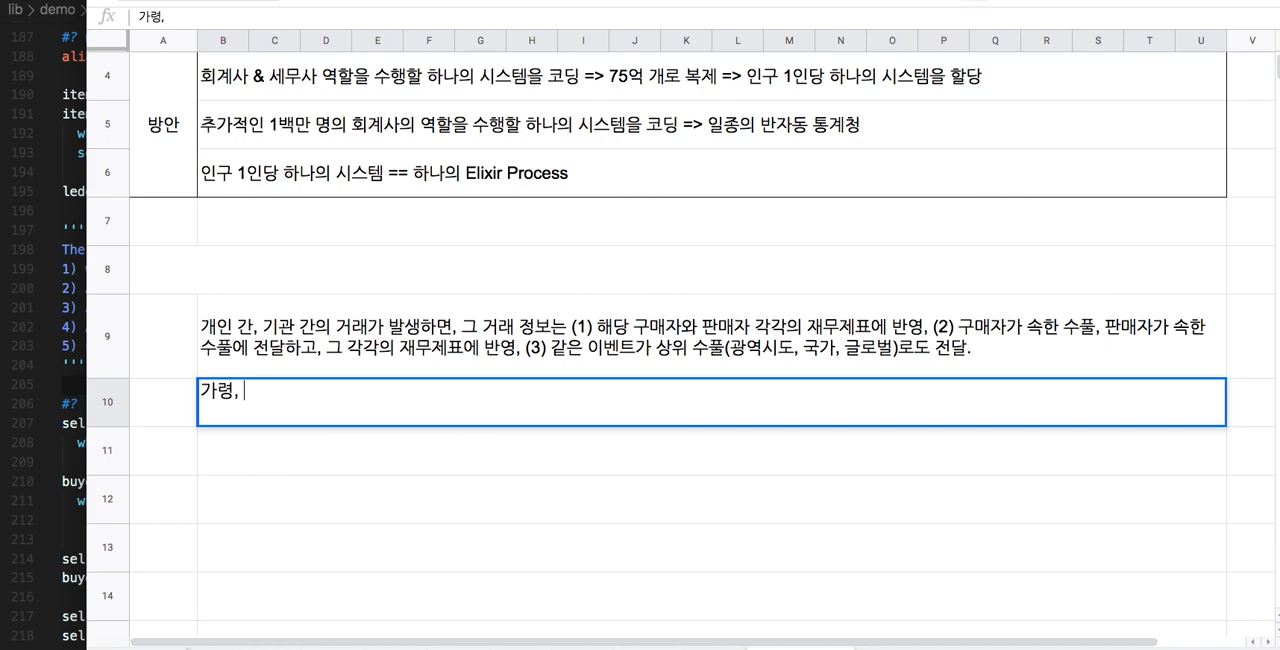 lib > demo >
fx 가령,
A B C D E F G H I J K L M N O P Q R S T U V
187 #?
188 ali
189
190 ite
191 ite
192 w
193 s
194
195 led
196
197 '''
198 The
199 1)
200 2)
201 3)
202 4)
203 5)
204 '''
205
206 #?
207 sel
208 w
209
210 buy
211 w
212
213
214 sel
215 buy
216
217 sel
218 sel
4 회계사 & 세무사 역할을 수행할 하나의 시스템을 코딩 => 75억 개로 복제 => 인구 1인당 하나의 시스템을 할당
방안
5 추가적인 1백만 명의 회계사의 역할을 수행할 하나의 시스템을 코딩 => 일종의 반자동 통계청
6 인구 1인당 하나의 시스템 == 하나의 Elixir Process
7
8
9 개인 간, 기관 간의 거래가 발생하면, 그 거래 정보는 (1) 해당 구매자와 판매자 각각의 재무제표에 반영, (2) 구매자가 속한 수풀, 판매자가 속한
수풀에 전달하고, 그 각각의 재무제표에 반영, (3) 같은 이벤트가 상위 수풀(광역시도, 국가, 글로벌)로도 전달.
10 가령,
11
12
13
14